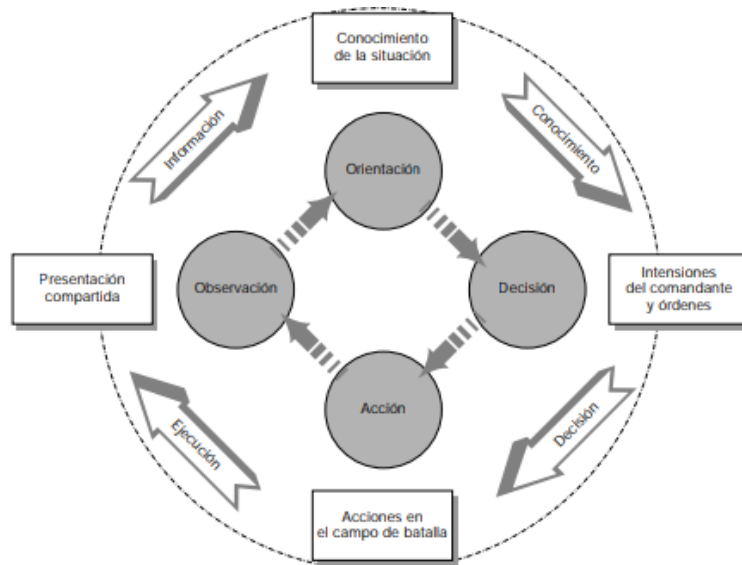 Conocimiento
de la situación
Información
Conocimiento
Orientación
Presentación
compartida
Observación
Decisión
Intensiones
del comandante
y órdenes
Acción
Ejecución
Decisión
Acciones en
el campo de batalla